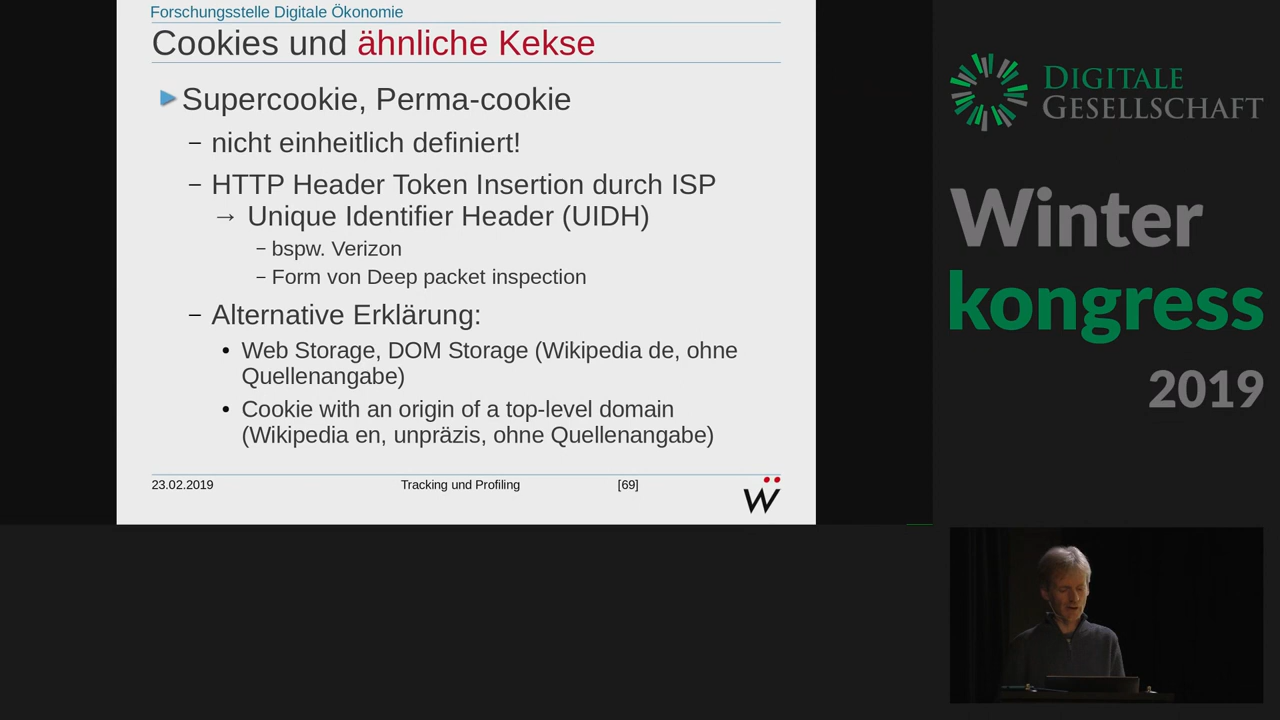 Forschungsstelle Digitale Ökonomie
Cookies und ähnliche Kekse
Supercookie, Perma-cookie
– nicht einheitlich definiert!
– HTTP Header Token Insertion durch ISP
→ Unique Identifier Header (UIDH)
– bspw. Verizon
– Form von Deep packet inspection
– Alternative Erklärung:
• Web Storage, DOM Storage (Wikipedia de, ohne
Quellenangabe)
• Cookie with an origin of a top-level domain
(Wikipedia en, unpräzis, ohne Quellenangabe)
23.02.2019 Tracking und Profiling [69]
Ẅ
DIGITALE
GESELLSCHAFT
Winter
kongress
2019